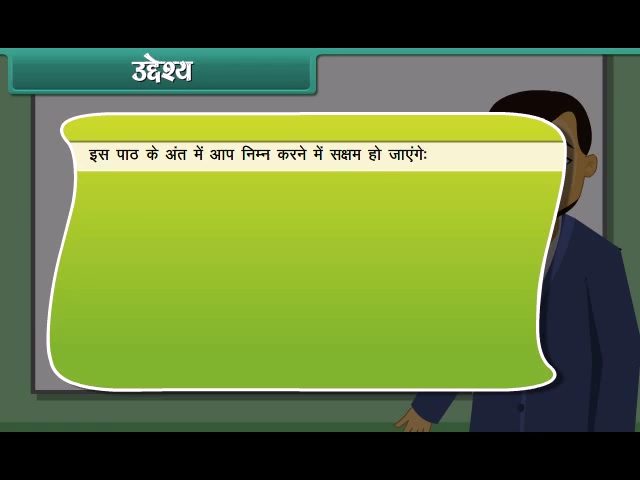 उद्देश्य
इस पाठ के अंत में आप निम्न करने में सक्षम हो जाएंगेः